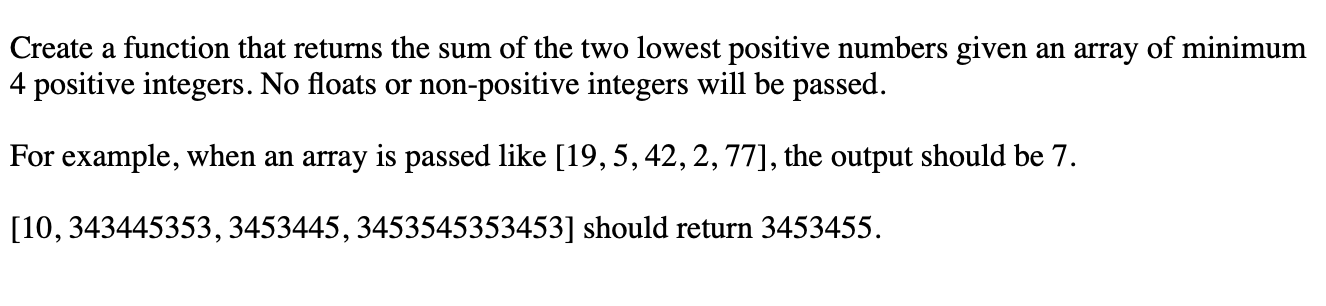 Create a function that returns the sum of the two lowest positive numbers given an array of minimum
4 positive integers. No floats or non-positive integers will be passed.
For example, when an array is passed like [19, 5, 42, 2, 77], the output should be 7.
[10, 343445353, 3453445, 3453545353453] should return 3453455.